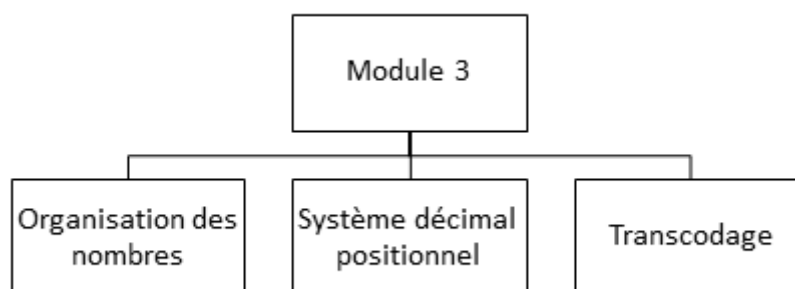 Module 3
Organisation des
nombres
Système décimal
positionnel
Transcodage